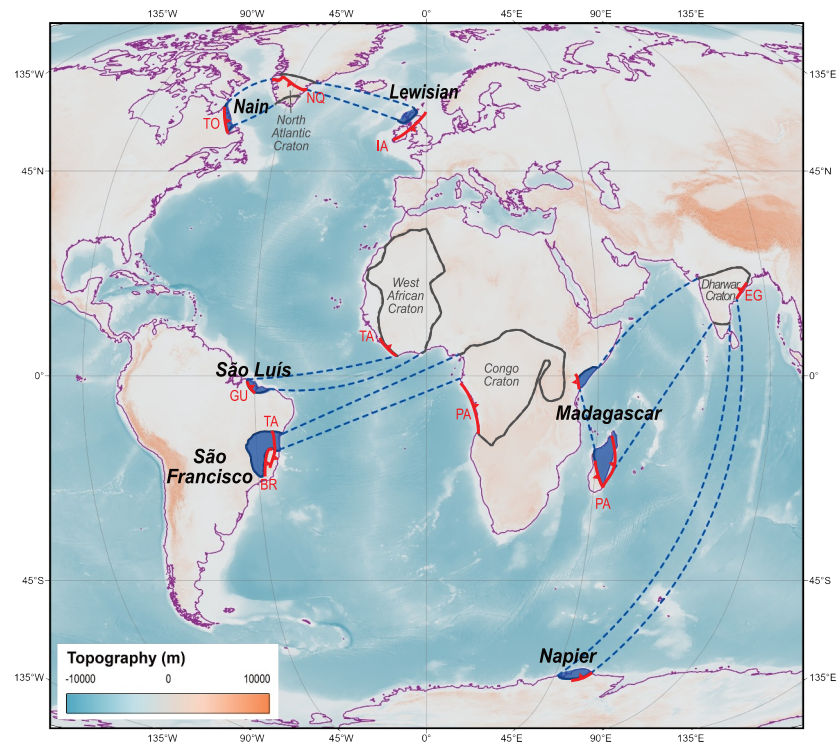 135°W
90°W
45°W
0°
45°E
90°E
135°E
135°W
135°E
Nain
TO
NQ
Lewisian
North
Atlantic
Craton
IA
45°N
45°N
West
African
Craton
Dharwar
Craton
EG
TA
São Luís
GU
Congo
Craton
0°
0°
TA
PA
Madagascar
São
Francisco
BR
PA
45°S
45°S
Napier
Topography (m)
-10000
0
10000
135°W
135°E
135°W
90°W
45°W
0°
45°E
90°E
135°E